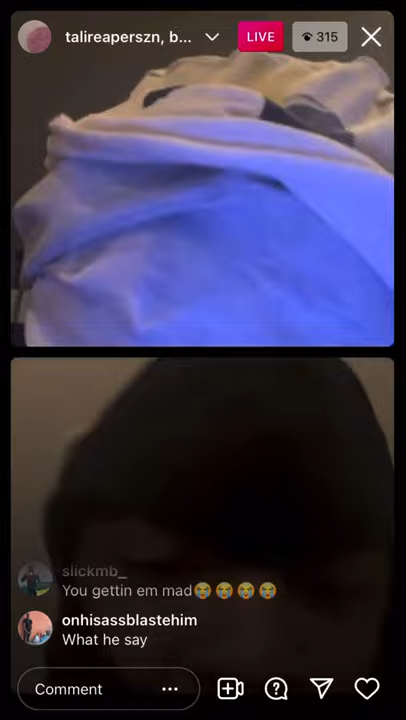 talireaperszn, b...
LIVE
315
slickmb_
You gettin em mad😭😭😭😭
onhisassblastehim
What he say
Comment